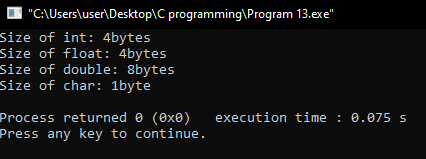 "C:\Users\user\Desktop\C programming\Program 13.exe"
Size of int: 4bytes
Size of float: 4bytes
Size of double: 8bytes
Size of char: 1byte
Process returned 0 (0x0)   execution time : 0.075 s
Press any key to continue.